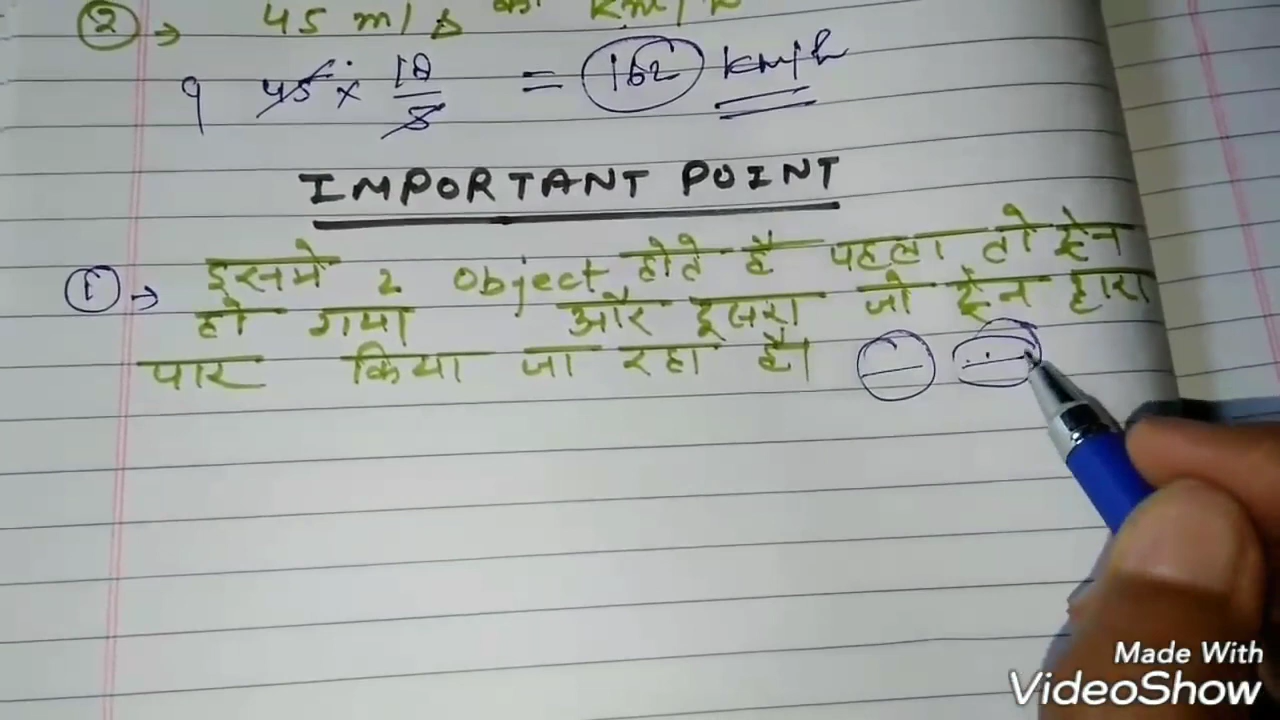 ② → 45 m/s को km/h
9 45 × 18/5 = 162 km/h
IMPORTANT POINT
① → इसमे 2 object होते है पहला तो ट्रेन
हो गया और दूसरा जो ट्रेन द्वारा
पार किया जा रहा है।
Made With
VideoShow